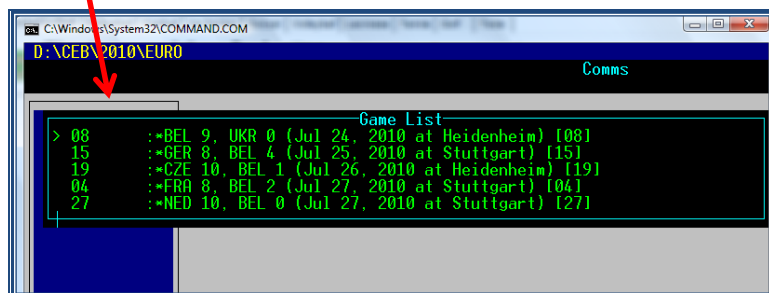 C:\Windows\System32\COMMAND.COM
D:\CEB\2010\EURO
Comms
Game List
> 08 :*BEL 9, UKR 0 (Jul 24, 2010 at Heidenheim) [08]
15 :*GER 8, BEL 4 (Jul 25, 2010 at Stuttgart) [15]
19 :*CZE 10, BEL 1 (Jul 26, 2010 at Heidenheim) [19]
04 :*FRA 8, BEL 2 (Jul 27, 2010 at Stuttgart) [04]
27 :*NED 10, BEL 0 (Jul 27, 2010 at Stuttgart) [27]